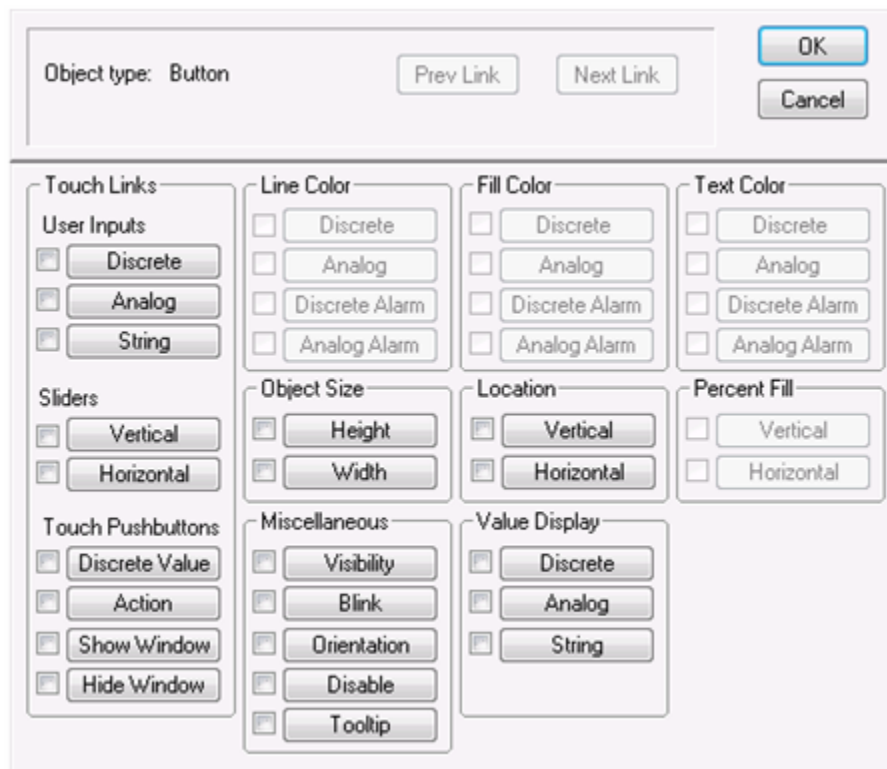 Object type: Button
Prev Link
Next Link
OK
Cancel
Touch Links
User Inputs
Discrete
Analog
String
Sliders
Vertical
Horizontal
Touch Pushbuttons
Discrete Value
Action
Show Window
Hide Window
Line Color
Discrete
Analog
Discrete Alarm
Analog Alarm
Object Size
Height
Width
Miscellaneous
Visibility
Blink
Orientation
Disable
Tooltip
Fill Color
Discrete
Analog
Discrete Alarm
Analog Alarm
Location
Vertical
Horizontal
Value Display
Discrete
Analog
String
Text Color
Discrete
Analog
Discrete Alarm
Analog Alarm
Percent Fill
Vertical
Horizontal